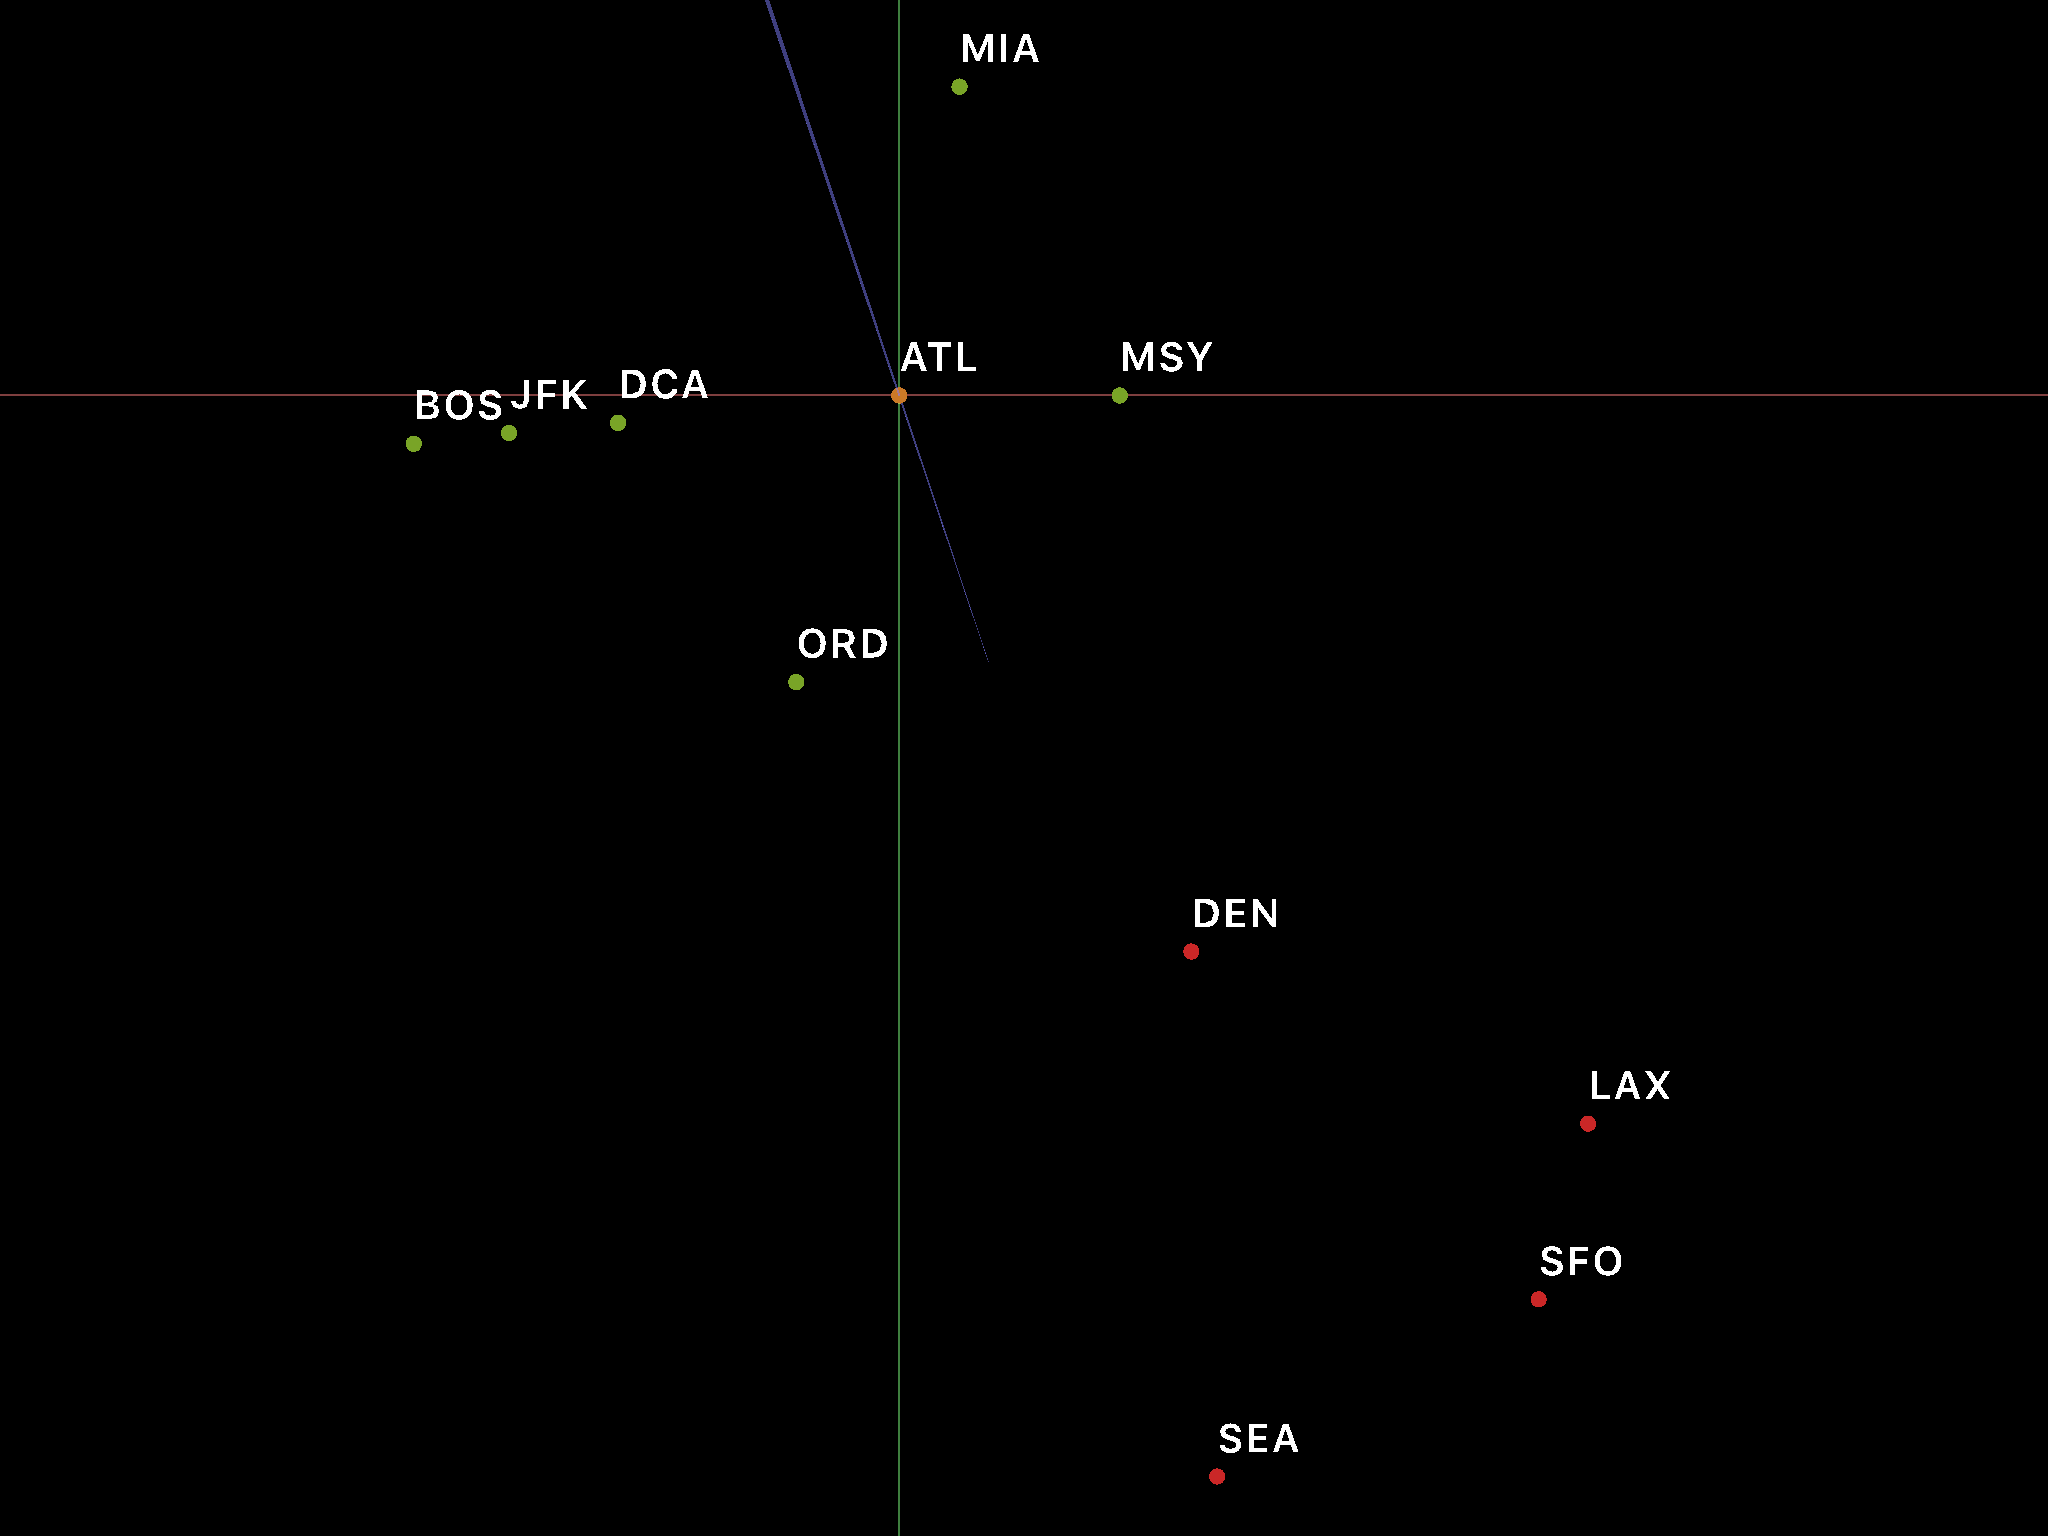 MIA
ATL
MSY
BOS
JFK
DCA
ORD
DEN
LAX
SFO
SEA